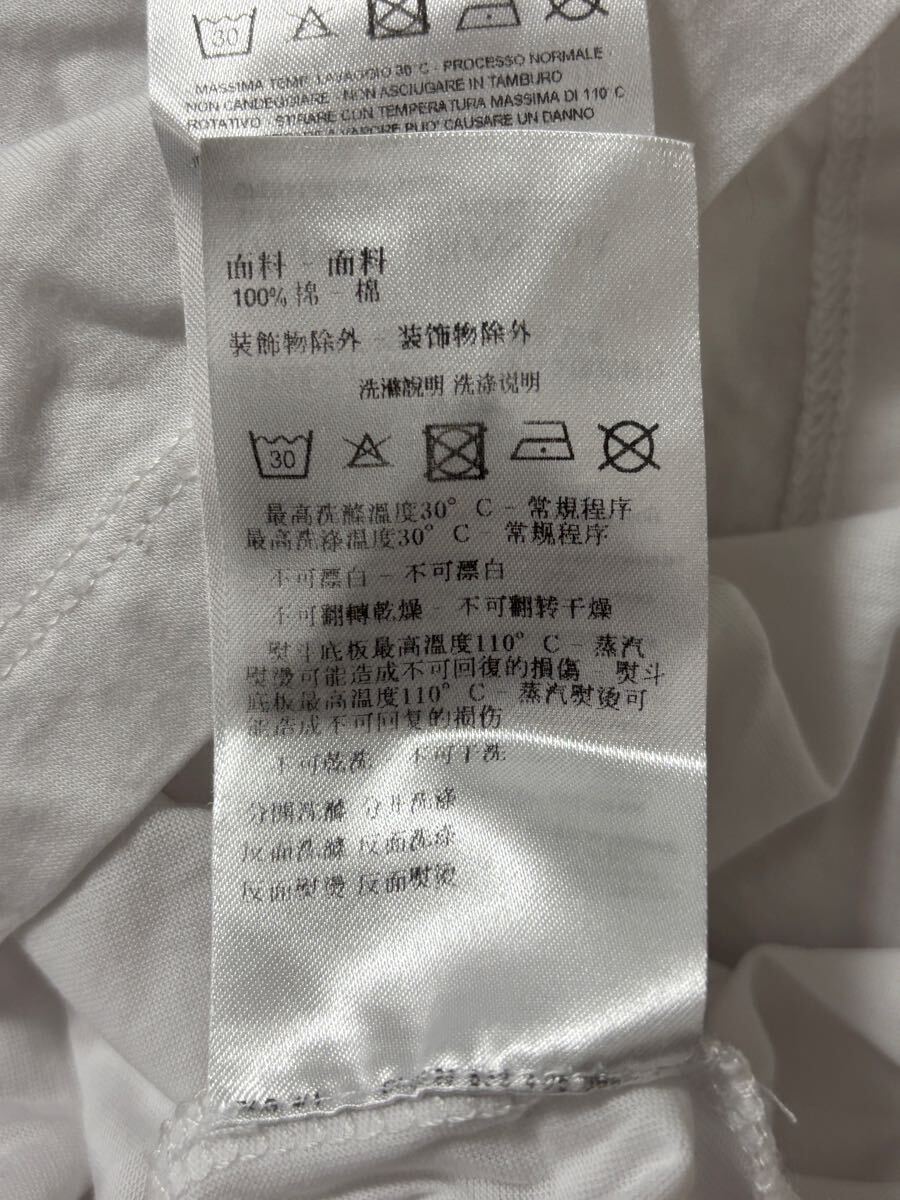 30
MASSIMA TEMP. LAVAGGIO 30°C - PROCESSO NORMALE
NON CANDEGGIARE - NON ASCIUGARE IN TAMBURO
ROTATIVO - STIRARE CON TEMPERATURA MASSIMA DI 110°C
A VAPORE PUO' CAUSARE UN DANNO
面料 - 面料
100% 棉 - 棉
装飾物除外 - 装饰物除外
洗滌說明 洗涤说明
30
最高洗滌溫度30° C - 常規程序
最高洗涤温度30° C - 常规程序
不可漂白 - 不可漂白
不可翻轉乾燥 - 不可翻转干燥
熨斗底板最高溫度110° C - 蒸汽
熨燙可能造成不可回復的損傷 熨斗
底板最高温度110° C - 蒸汽熨烫可
能造成不可回复的损伤
不可乾洗 不可干洗
分開洗滌 分开洗涤
反面洗滌 反面洗涤
反面熨燙 反面熨烫